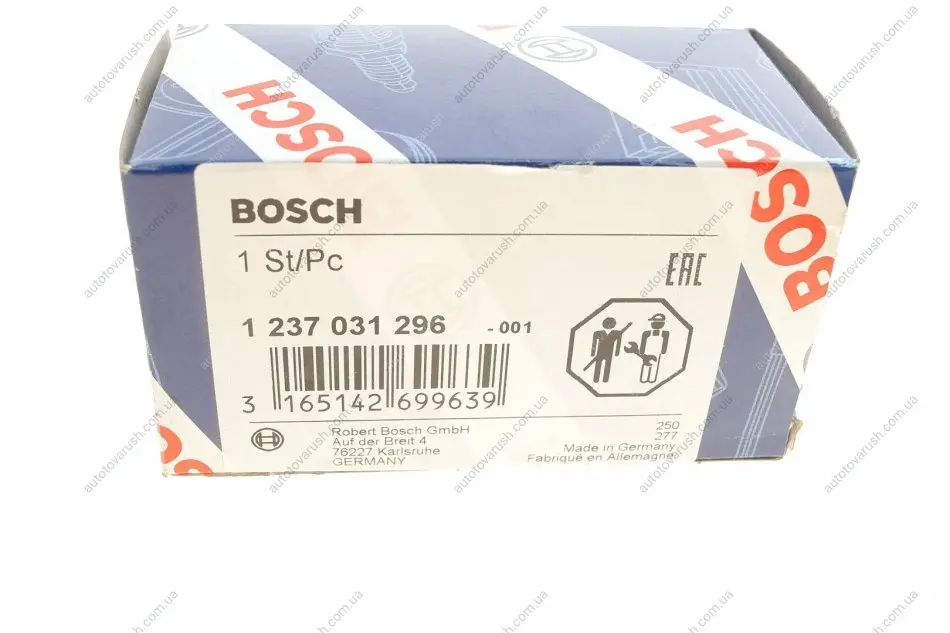 BOSCH
BOSCH
BOSCH
1 St/Pc
EAC
1 237 031 296 - 001
3 165142 699639
Robert Bosch GmbH
Auf der Breit 4
76227 Karlsruhe
GERMANY
250
277
Made in Germany
Fabriqué en Allemagne
BOSCH
autotovarush.com.ua